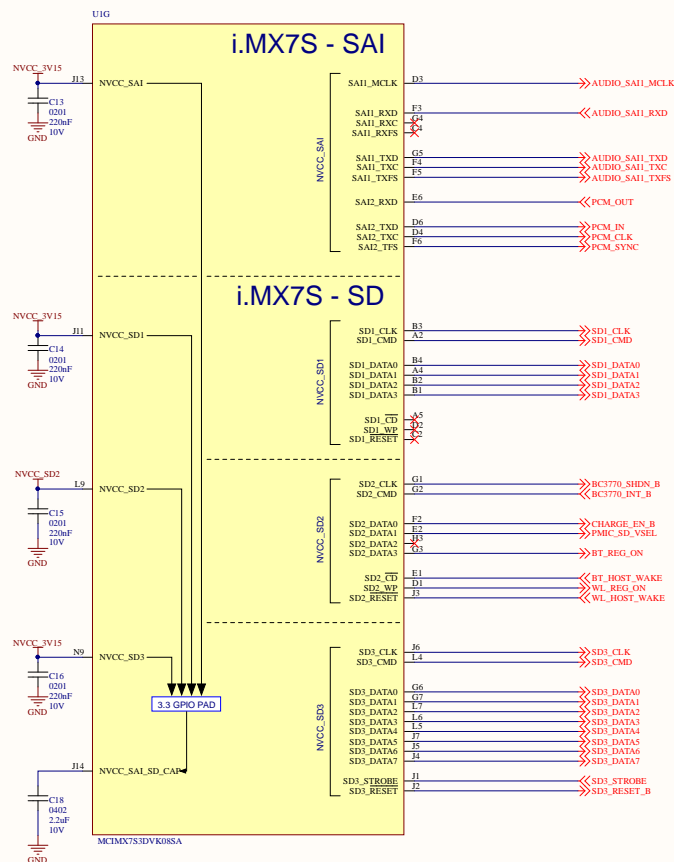 U1G
i.MX7S - SAI
NVCC_3V15
J13
NVCC_SAI
C13
0201
220nF
10V
GND
NVCC_SAI
SAI1_MCLK D3 AUDIO_SAI1_MCLK
SAI1_RXD F3 AUDIO_SAI1_RXD
SAI1_RXC G4
SAI1_RXFS C4
SAI1_TXD G5 AUDIO_SAI1_TXD
SAI1_TXC F4 AUDIO_SAI1_TXC
SAI1_TXFS F5 AUDIO_SAI1_TXFS
SAI2_RXD E6 PCM_OUT
SAI2_TXD D6 PCM_IN
SAI2_TXC D4 PCM_CLK
SAI2_TFS F6 PCM_SYNC
i.MX7S - SD
NVCC_3V15
J11
NVCC_SD1
C14
0201
220nF
10V
GND
NVCC_SD1
SD1_CLK B3 SD1_CLK
SD1_CMD A2 SD1_CMD
SD1_DATA0 B4 SD1_DATA0
SD1_DATA1 A4 SD1_DATA1
SD1_DATA2 B2 SD1_DATA2
SD1_DATA3 B1 SD1_DATA3
SD1_CD A5
SD1_WP D2
SD1_RESET C2
NVCC_SD2
L9
NVCC_SD2
C15
0201
220nF
10V
GND
NVCC_SD2
SD2_CLK G1 BC3770_SHDN_B
SD2_CMD G2 BC3770_INT_B
SD2_DATA0 F2 CHARGE_EN_B
SD2_DATA1 E2 PMIC_SD_VSEL
SD2_DATA2 H3
SD2_DATA3 G3 BT_REG_ON
SD2_CD E1 BT_HOST_WAKE
SD2_WP D1 WL_REG_ON
SD2_RESET J3 WL_HOST_WAKE
NVCC_3V15
N9
NVCC_SD3
C16
0201
220nF
10V
GND
3.3 GPIO PAD
NVCC_SD3
SD3_CLK J6 SD3_CLK
SD3_CMD L4 SD3_CMD
SD3_DATA0 G6 SD3_DATA0
SD3_DATA1 G7 SD3_DATA1
SD3_DATA2 L7 SD3_DATA2
SD3_DATA3 L6 SD3_DATA3
SD3_DATA4 L5 SD3_DATA4
SD3_DATA5 J7 SD3_DATA5
SD3_DATA6 J5 SD3_DATA6
SD3_DATA7 J4 SD3_DATA7
SD3_STROBE J1 SD3_STROBE
SD3_RESET J2 SD3_RESET_B
J14
NVCC_SAI_SD_CAP
C18
0402
2.2uF
10V
GND
MCIMX7S3DVK08SA